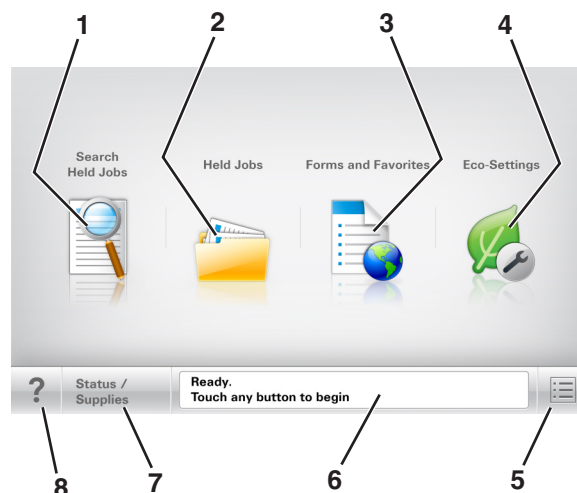 1
2
3
4
Search
Held Jobs
Held Jobs
Forms and Favorites
Eco-Settings
?
Status /
Supplies
Ready.
Touch any button to begin
8
7
6
5